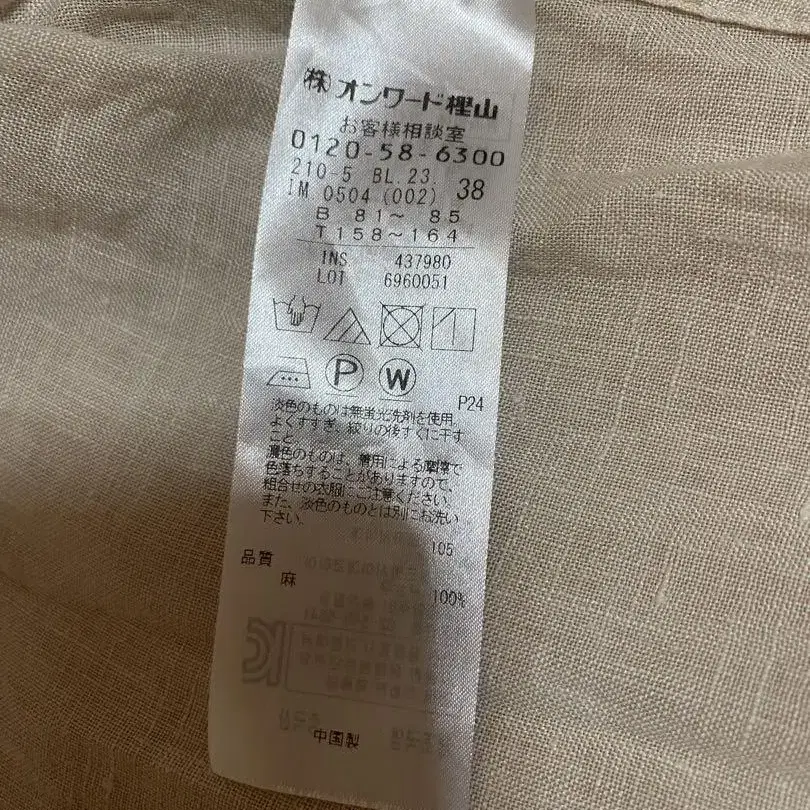 ㈱オンワード樫山
お客様相談室
0120-58-6300
210-5 BL.23. 38
IM 0504 (002)
B 81～ 85
T 158～164
INS 437980
LOT 6960051
P W
P24
淡色のものは無蛍光洗剤を使用。
よくすすぎ、絞りの後すぐに干す
こと。
濃色のものは、着用による摩擦で
色落ちすることがありますので、
組合せの衣服にご注意ください。
また、淡色のものとは別にお洗い
下さい。
105
品質
麻 100%
中国製